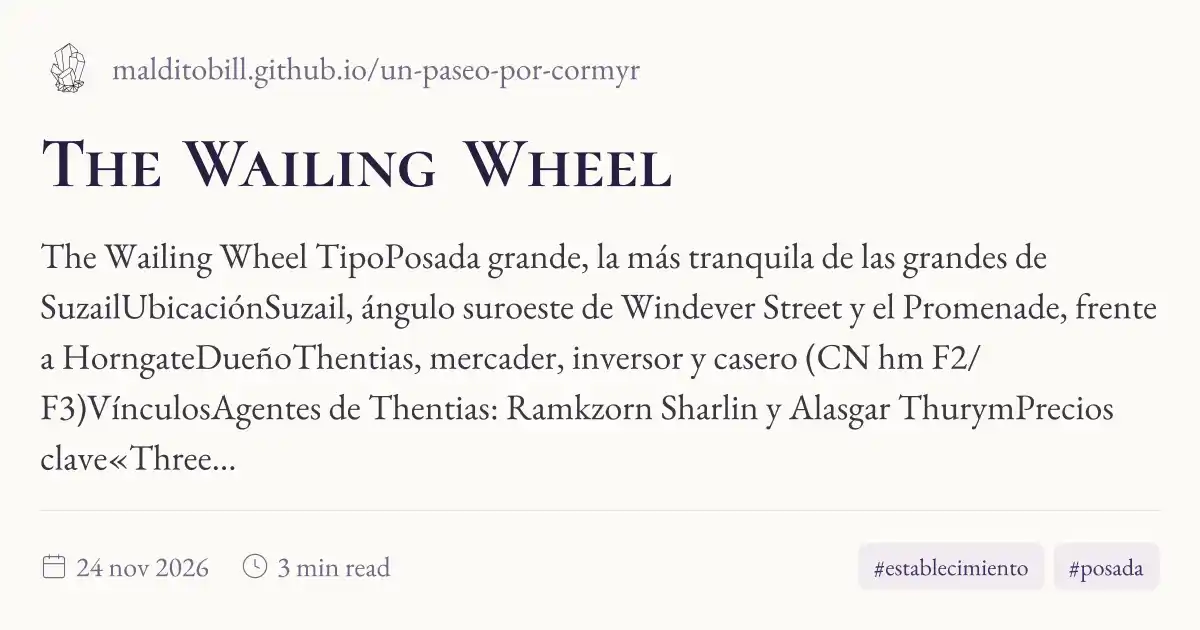 malditobill.github.io/un-paseo-por-cormyr
The Wailing Wheel
The Wailing Wheel TipoPosada grande, la más tranquila de las grandes de
SuzailUbicaciónSuzail, ángulo suroeste de Windever Street y el Promenade, frente
a HorngateDueñoThentias, mercader, inversor y casero (CN hm F2/
F3)VínculosAgentes de Thentias: Ramkzorn Sharlin y Alasgar ThurymPrecios
clave«Three...
24 nov 2026
3 min read
#establecimiento
#posada